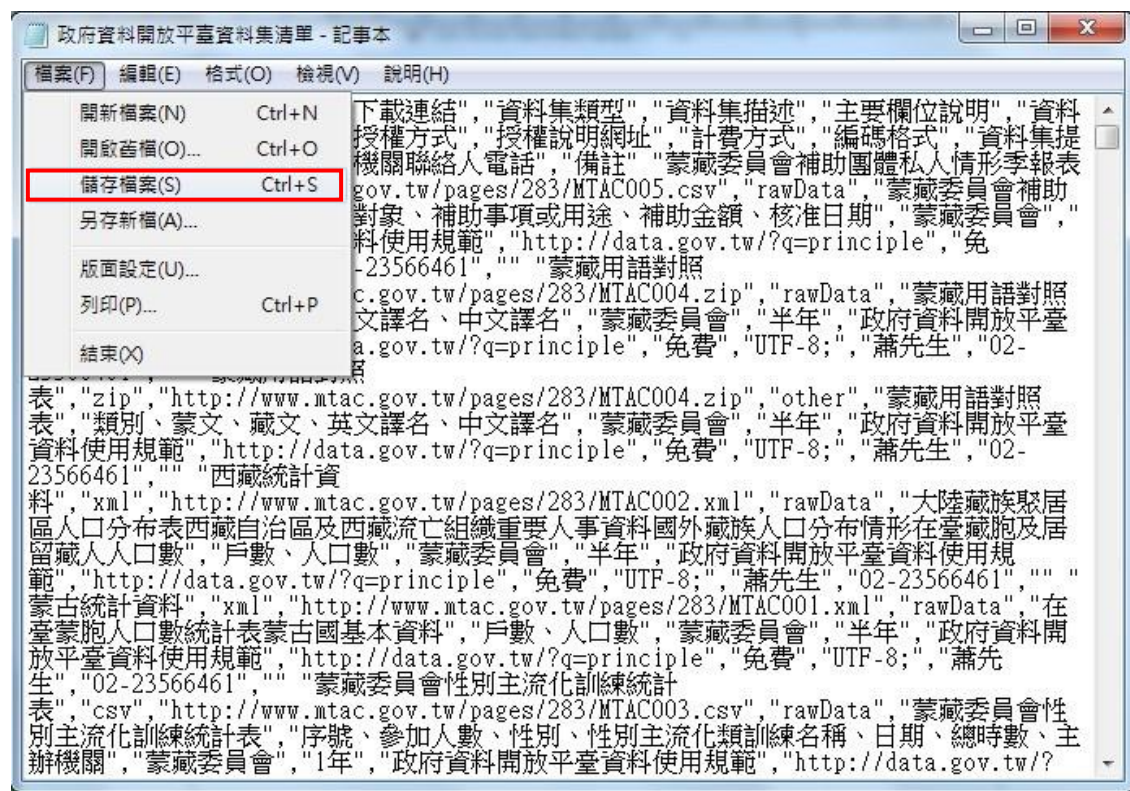 政府資料開放平臺資料集清單 - 記事本
檔案(F) 編輯(E) 格式(O) 檢視(V) 說明(H)
開新檔案(N) Ctrl+N
開啟舊檔(O)... Ctrl+O
儲存檔案(S) Ctrl+S
另存新檔(A)...
版面設定(U)...
列印(P)... Ctrl+P
結束(X)
下載連結","資料集類型","資料集描述","主要欄位說明","資料
授權方式","授權說明網址","計費方式","編碼格式","資料集提
機關聯絡人電話","備註" "蒙藏委員會補助團體私人情形季報表
gov.tw/pages/283/MTAC005.csv","rawData","蒙藏委員會補助
對象、補助事項或用途、補助金額、核准日期","蒙藏委員會","
料使用規範","http://data.gov.tw/?q=principle","免
-23566461","" "蒙藏用語對照
c.gov.tw/pages/283/MTAC004.zip","rawData","蒙藏用語對照
文譯名、中文譯名","蒙藏委員會","半年","政府資料開放平臺
a.gov.tw/?q=principle","免費","UTF-8;","蕭先生","02-
表","zip","http://www.mtac.gov.tw/pages/283/MTAC004.zip","other","蒙藏用語對照
表","類別、蒙文、藏文、英文譯名、中文譯名","蒙藏委員會","半年","政府資料開放平臺
資料使用規範","http://data.gov.tw/?q=principle","免費","UTF-8;","蕭先生","02-
23566461","" "西藏統計資
料","xml","http://www.mtac.gov.tw/pages/283/MTAC002.xml","rawData","大陸藏族聚居
區人口分布表西藏自治區及西藏流亡組織重要人事資料國外藏族人口分布情形在臺藏胞及居
留藏人人口數","戶數、人口數","蒙藏委員會","半年","政府資料開放平臺資料使用規
範","http://data.gov.tw/?q=principle","免費","UTF-8;","蕭先生","02-23566461","" "
蒙古統計資料","xml","http://www.mtac.gov.tw/pages/283/MTAC001.xml","rawData","在
臺蒙胞人口數統計表蒙古國基本資料","戶數、人口數","蒙藏委員會","半年","政府資料開
放平臺資料使用規範","http://data.gov.tw/?q=principle","免費","UTF-8;","蕭先
生","02-23566461","" "蒙藏委員會性別主流化訓練統計
表","csv","http://www.mtac.gov.tw/pages/283/MTAC003.csv","rawData","蒙藏委員會性
別主流化訓練統計表","序號、參加人數、性別、性別主流化類訓練名稱、日期、總時數、主
辦機關","蒙藏委員會","1年","政府資料開放平臺資料使用規範","http://data.gov.tw/?